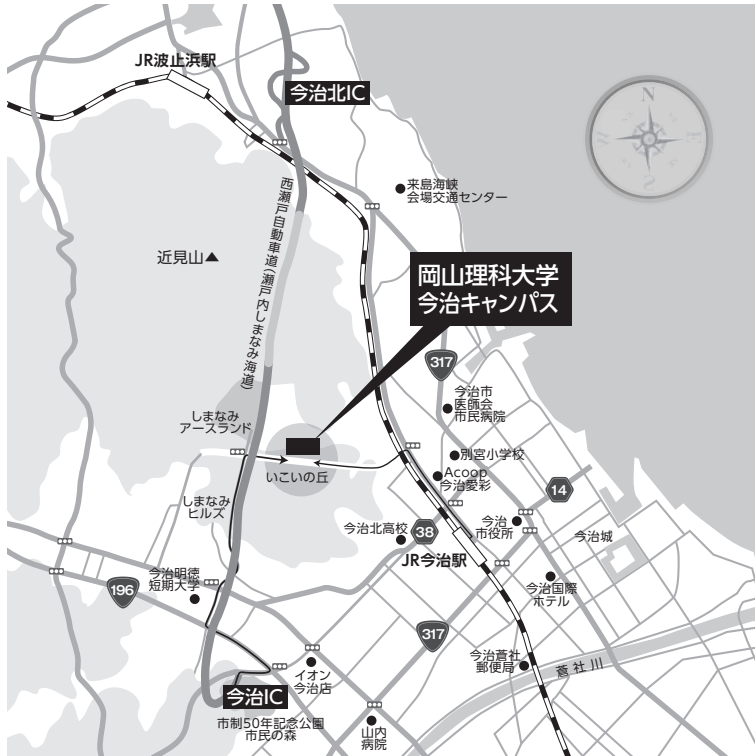 JR波止浜駅
今治北IC
N
E
S
W
来島海峡
会場交通センター
西瀬戸自動車道(瀬戸内しまなみ海道)
近見山▲
岡山理科大学
今治キャンパス
317
今治市
医師会
市民病院
しまなみ
アースランド
別宮小学校
いこいの丘
Acoop
今治愛彩
しまなみ
ヒルズ
14
今治北高校
38
今治
市役所
今治城
JR今治駅
今治明徳
短期大学
196
今治国際
ホテル
317
イオン
今治店
今治蒼社
郵便局
蒼社川
今治IC
市制50年記念公園
市民の森
山内
病院